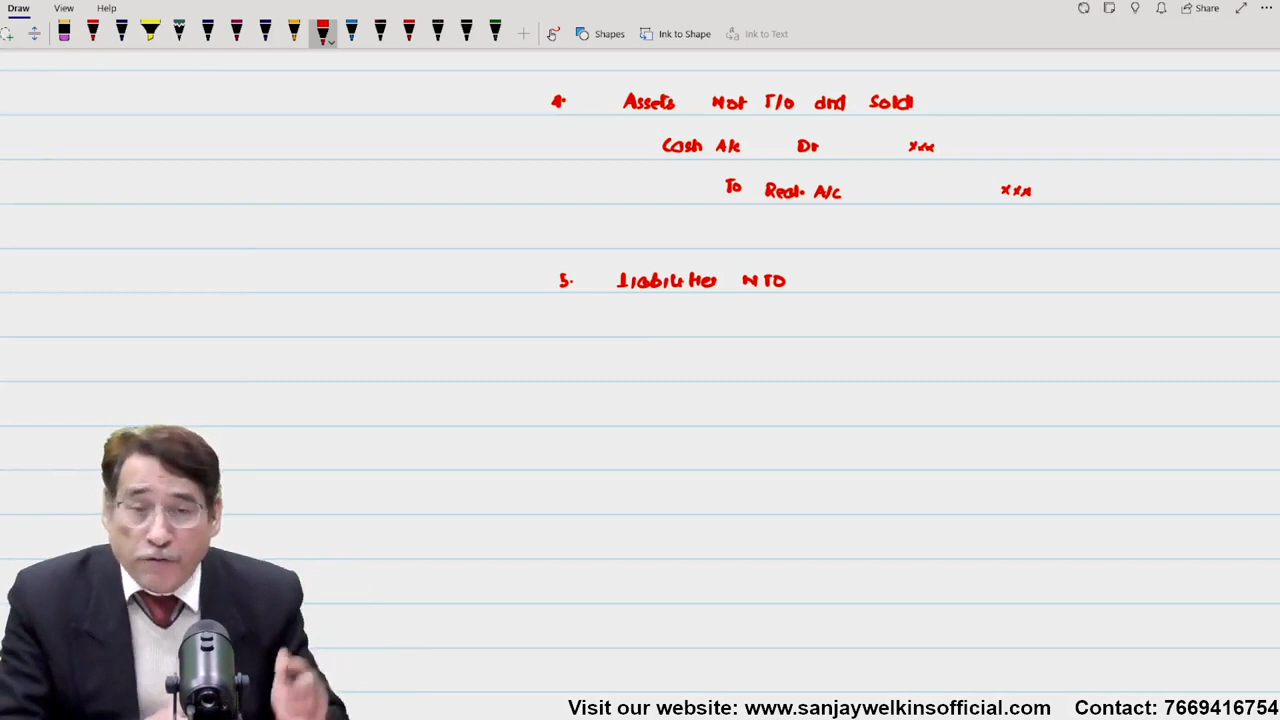 Draw View Help
Share
Shapes Ink to Shape Ink to Text
4. Assets Not T/O and Sold
Cash A/c Dr xxx
To Real. A/c xxx
5. Liabilities NTO
Visit our website: www.sanjaywelkinsofficial.com Contact: 7669416754